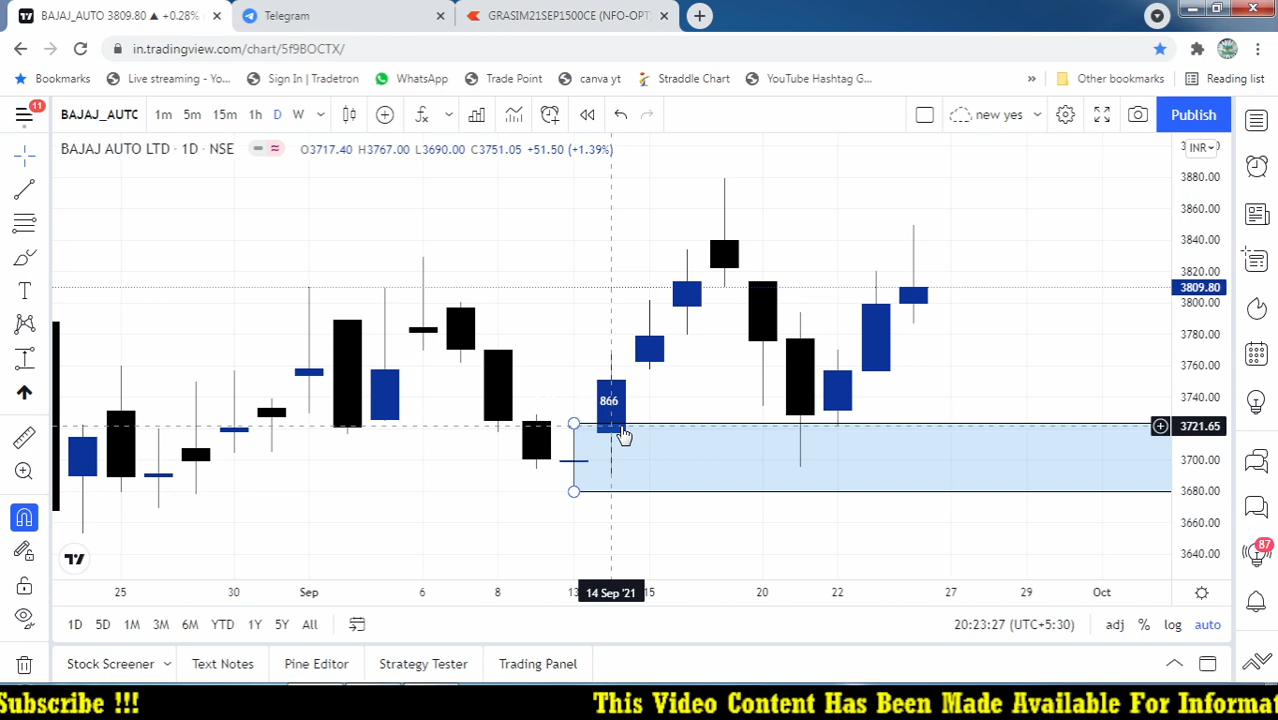 BAJAJ_AUTO 3809.80 ▲ +0.28%
Telegram
GRASIM21SEP1500CE (NFO-OPT
in.tradingview.com/chart/5f9BOCTX/
Bookmarks
Live streaming - Yo...
Sign In | Tradetron
WhatsApp
Trade Point
canva yt
Straddle Chart
YouTube Hashtag G...
»
Other bookmarks
Reading list
11
BAJAJ_AUTO
1m 5m 15m 1h D W
new yes
Publish
BAJAJ AUTO LTD · 1D · NSE
O3717.40 H3767.00 L3690.00 C3751.05 +51.50 (+1.39%)
INR
3880.00
3860.00
3840.00
3820.00
3809.80
3800.00
3780.00
3760.00
3740.00
3721.65
3700.00
3680.00
3660.00
3640.00
866
87
25 30 Sep 6 8 13 14 Sep '21 15 20 22 27 29 Oct
1D 5D 1M 3M 6M YTD 1Y 5Y All
20:23:27 (UTC+5:30)
adj % log auto
Stock Screener
Text Notes
Pine Editor
Strategy Tester
Trading Panel
Subscribe !!!
This Video Content Has Been Made Available For Informat